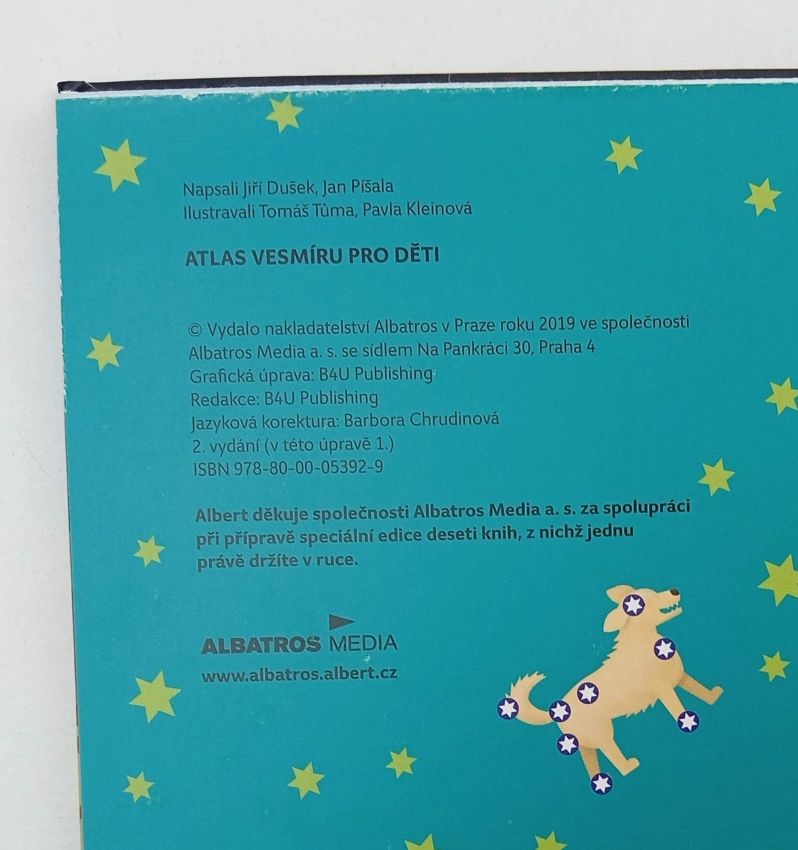 Napsali Jiří Dušek, Jan Píšala
Ilustravali Tomáš Tůma, Pavla Kleinová
ATLAS VESMÍRU PRO DĚTI
© Vydalo nakladatelství Albatros v Praze roku 2019 ve společnosti
Albatros Media a. s. se sídlem Na Pankráci 30, Praha 4
Grafická úprava: B4U Publishing
Redakce: B4U Publishing
Jazyková korektura: Barbora Chrudinová
2. vydání (v této úpravě 1.)
ISBN 978-80-00-05392-9
Albert děkuje společnosti Albatros Media a. s. za spolupráci
při přípravě speciální edice deseti knih, z nichž jednu
právě držíte v ruce.
ALBATROS MEDIA
www.albatros.albert.cz